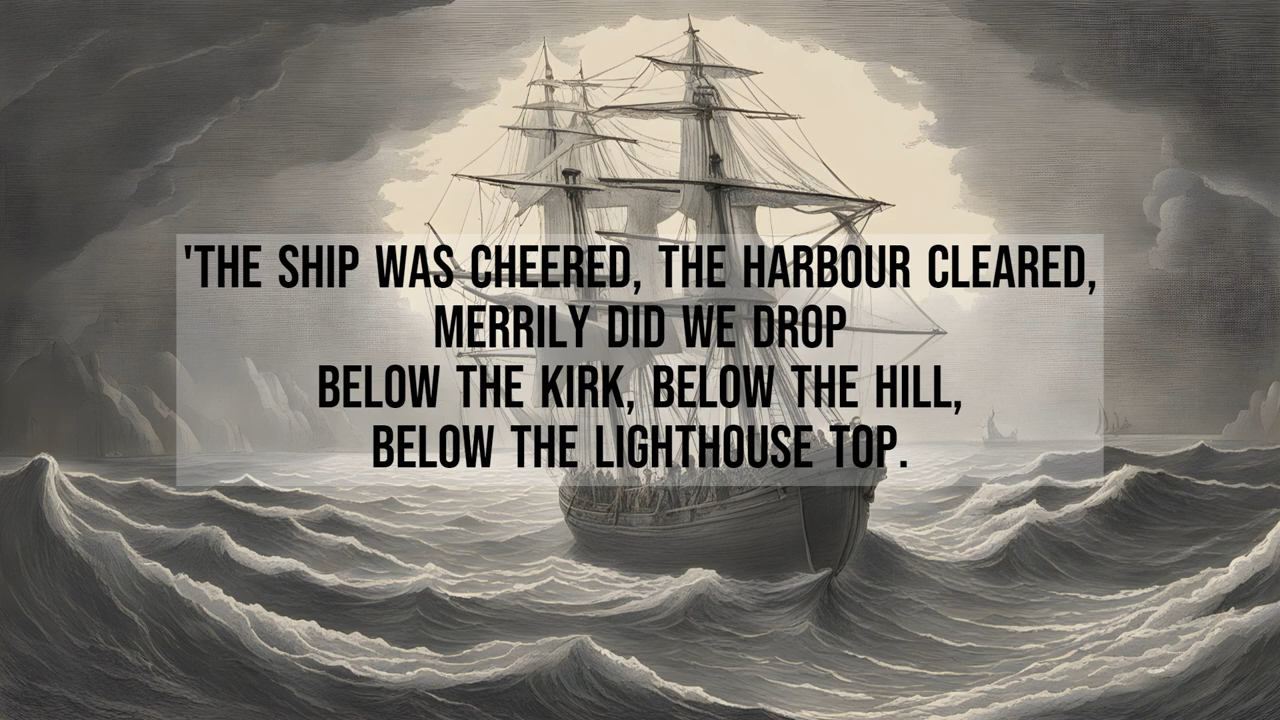 'THE SHIP WAS CHEERED, THE HARBOUR CLEARED,
MERRILY DID WE DROP
BELOW THE KIRK, BELOW THE HILL,
BELOW THE LIGHTHOUSE TOP.